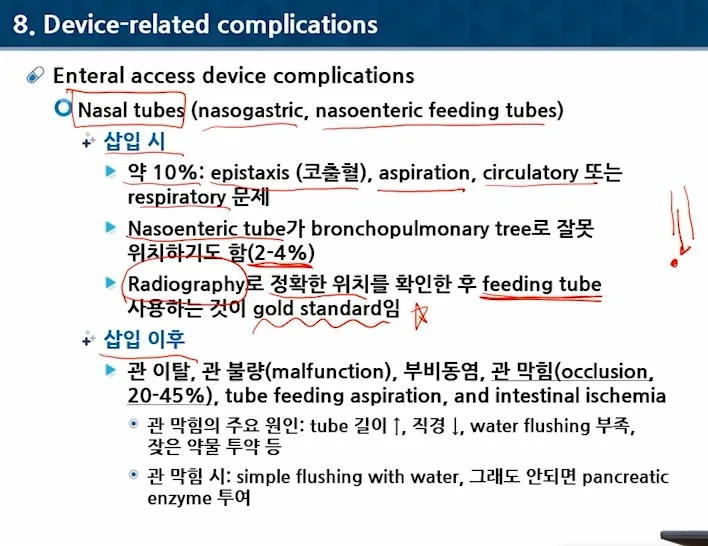 8. Device-related complications
Enteral access device complications
Nasal tubes (nasogastric, nasoenteric feeding tubes)
삽입 시
약 10%: epistaxis (코출혈), aspiration, circulatory 또는
respiratory 문제
Nasoenteric tube가 bronchopulmonary tree로 잘못
위치하기도 함(2-4%)
Radiography로 정확한 위치를 확인한 후 feeding tube
사용하는 것이 gold standard임
삽입 이후
관 이탈, 관 불량(malfunction), 부비동염, 관 막힘(occlusion,
20-45%), tube feeding aspiration, and intestinal ischemia
관 막힘의 주요 원인: tube 길이↑, 직경↓, water flushing 부족,
잦은 약물 투약 등
관 막힘 시: simple flushing with water, 그래도 안되면 pancreatic
enzyme 투여